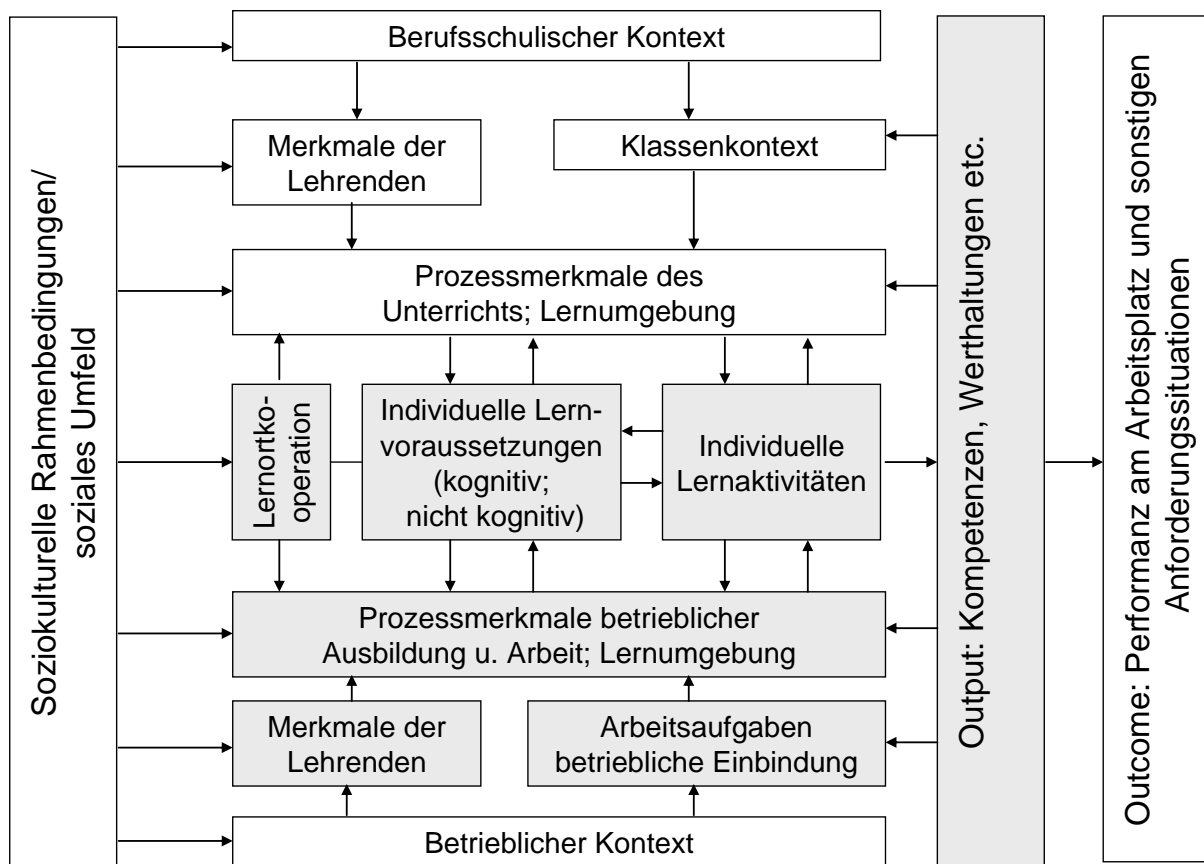 Soziokulturelle Rahmenbedingungen/
soziales Umfeld
Berufsschulischer Kontext
Merkmale der
Lehrenden
Klassenkontext
Prozessmerkmale des
Unterrichts; Lernumgebung
Lernortko-
operation
Individuelle Lern-
voraussetzungen
(kognitiv;
nicht kognitiv)
Individuelle
Lernaktivitäten
Prozessmerkmale betrieblicher
Ausbildung u. Arbeit; Lernumgebung
Merkmale der
Lehrenden
Arbeitsaufgaben
betriebliche Einbindung
Betrieblicher Kontext
Output: Kompetenzen, Werthaltungen etc.
Outcome: Performanz am Arbeitsplatz und sonstigen
Anforderungssituationen